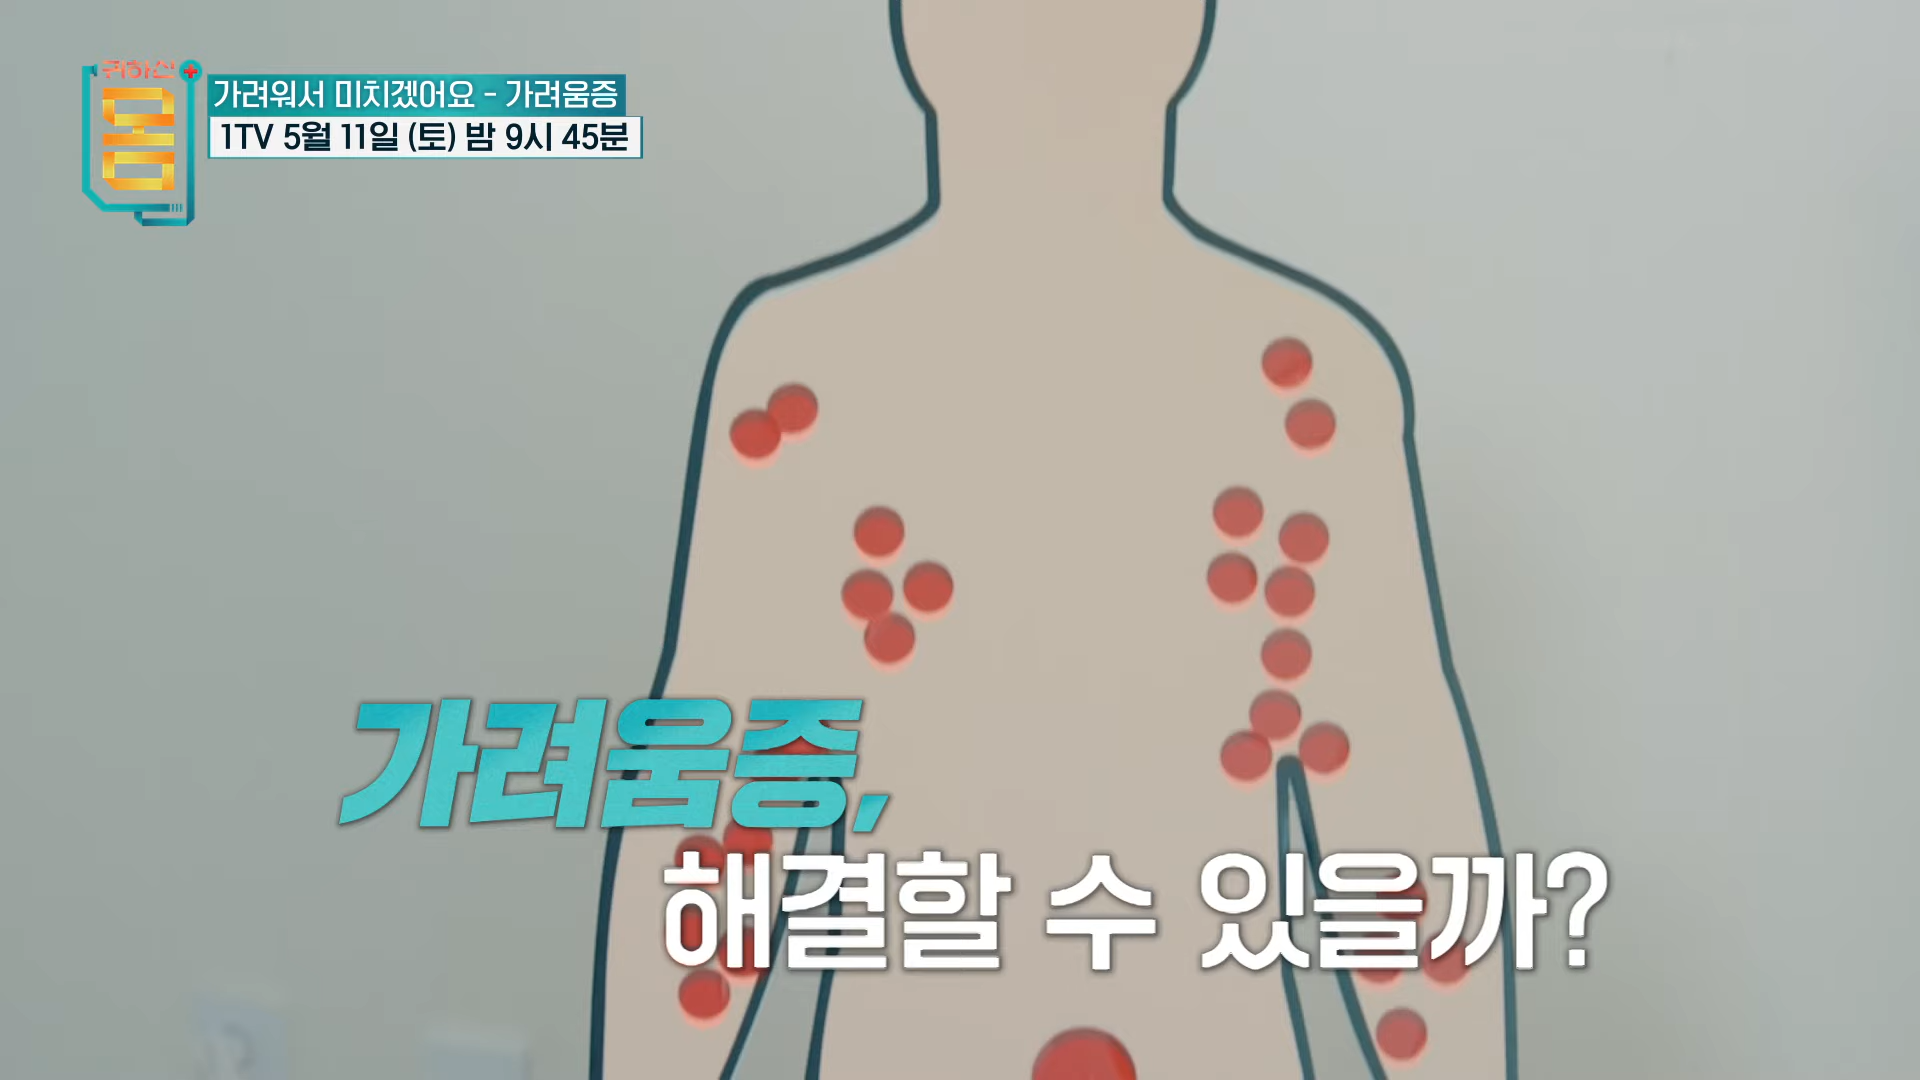 귀하신
몸
가려워서 미치겠어요 - 가려움증
1TV 5월 11일 (토) 밤 9시 45분
가려움증,
해결할 수 있을까?